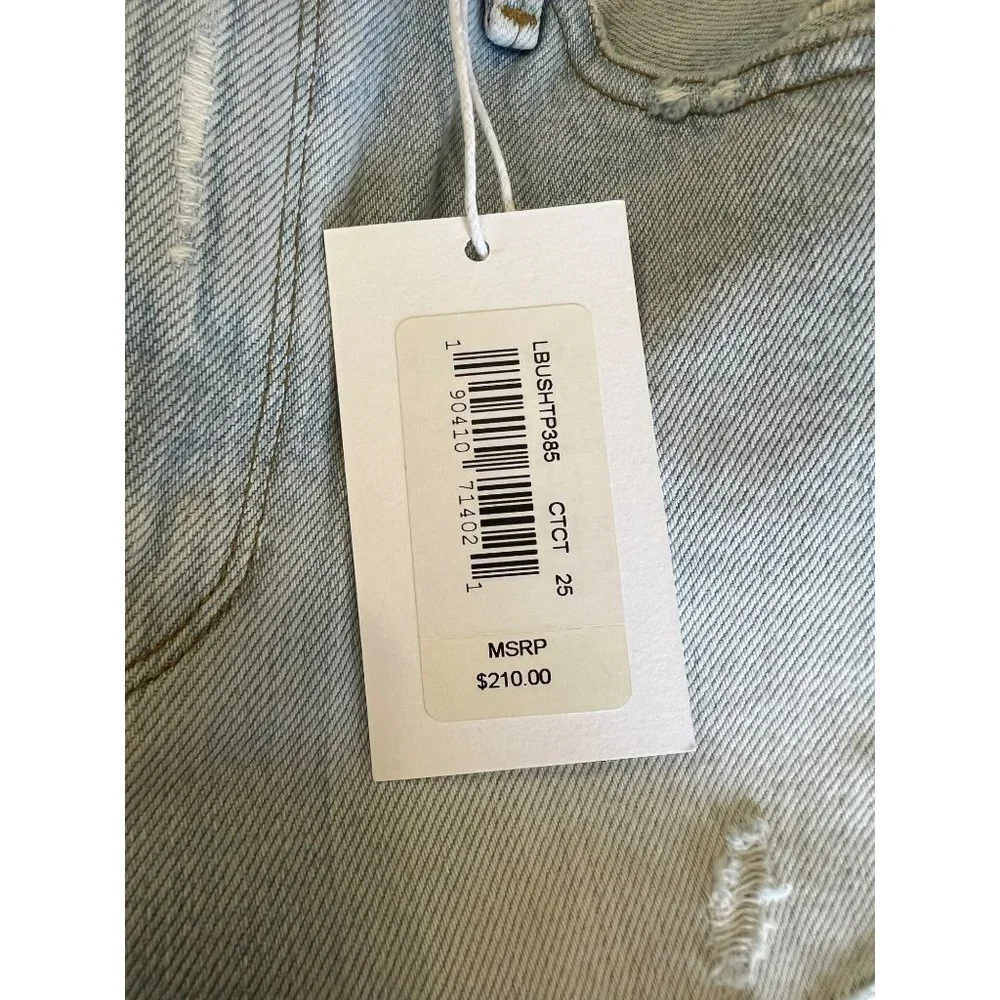 LBUSHTP385 CTCT 25
1 90410 71402 1
MSRP
$210.00